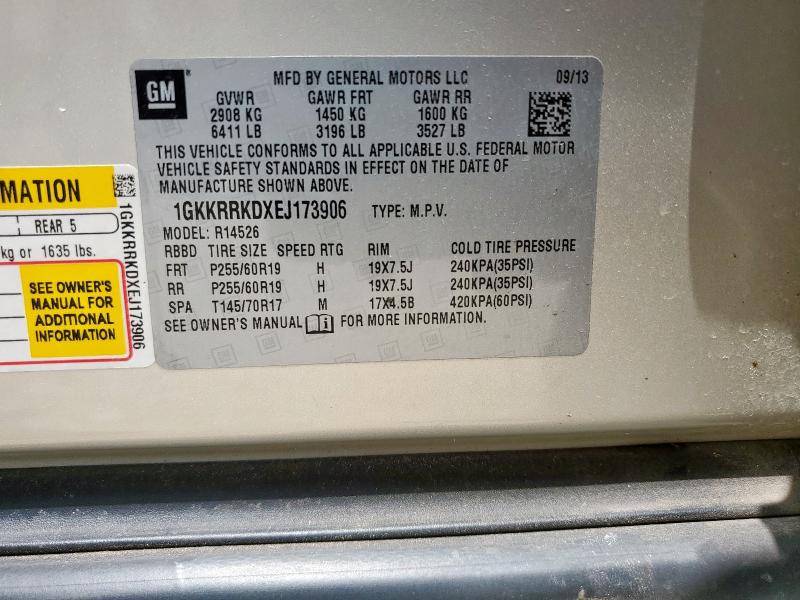 GM
MFD BY GENERAL MOTORS LLC 09/13
GVWR GAWR FRT GAWR RR
2908 KG 1450 KG 1600 KG
6411 LB 3196 LB 3527 LB
THIS VEHICLE CONFORMS TO ALL APPLICABLE U.S. FEDERAL MOTOR
VEHICLE SAFETY STANDARDS IN EFFECT ON THE DATE OF
MANUFACTURE SHOWN ABOVE.
1GKKRRKDXEJ173906 TYPE: M.P.V.
MODEL: R14526
RBBD TIRE SIZE SPEED RTG RIM COLD TIRE PRESSURE
FRT P255/60R19 H 19X7.5J 240KPA(35PSI)
RR P255/60R19 H 19X7.5J 240KPA(35PSI)
SPA T145/70R17 M 17X4.5B 420KPA(60PSI)
SEE OWNER'S MANUAL FOR MORE INFORMATION.
MATION
REAR 5
kg or 1635 lbs.
SEE OWNER'S
MANUAL FOR
ADDITIONAL
INFORMATION
1GKKRRKDXEJ173906